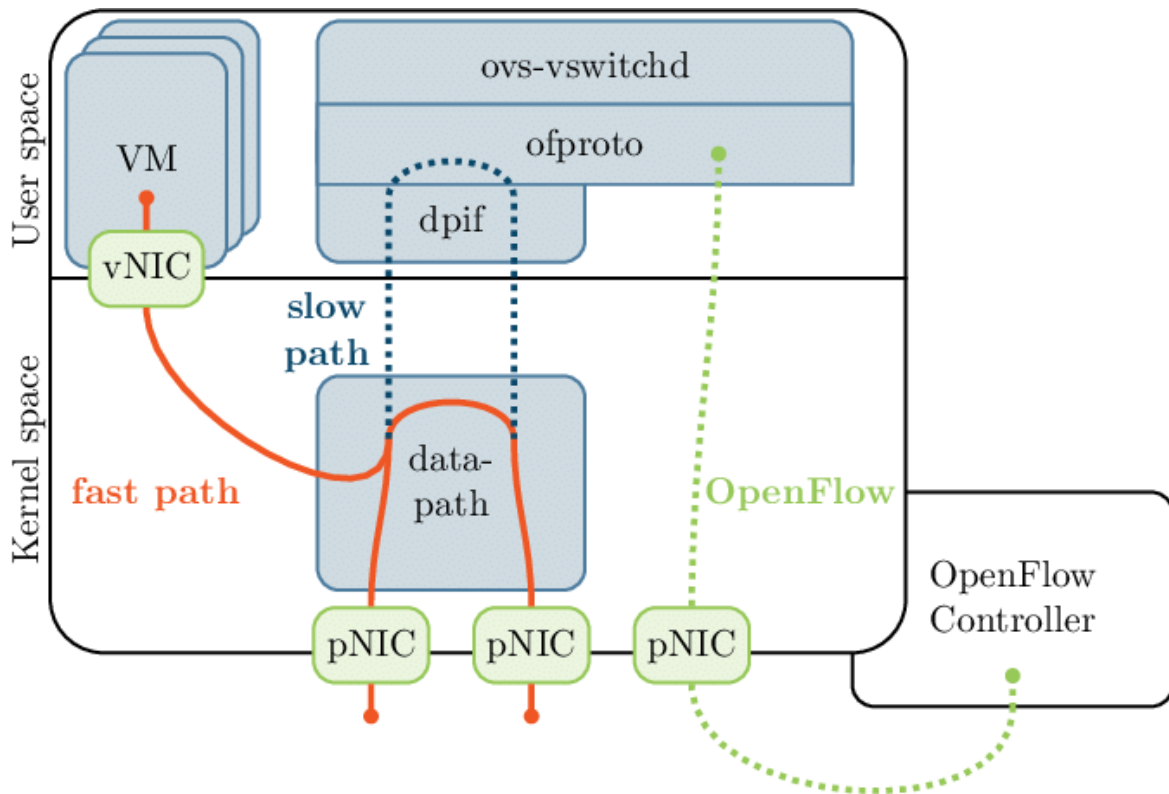 User space
VM
vNIC
ovs-vswitchd
ofproto
dpif
Kernel space
slow
path
fast path
data-
path
OpenFlow
pNIC
pNIC
pNIC
OpenFlow
Controller